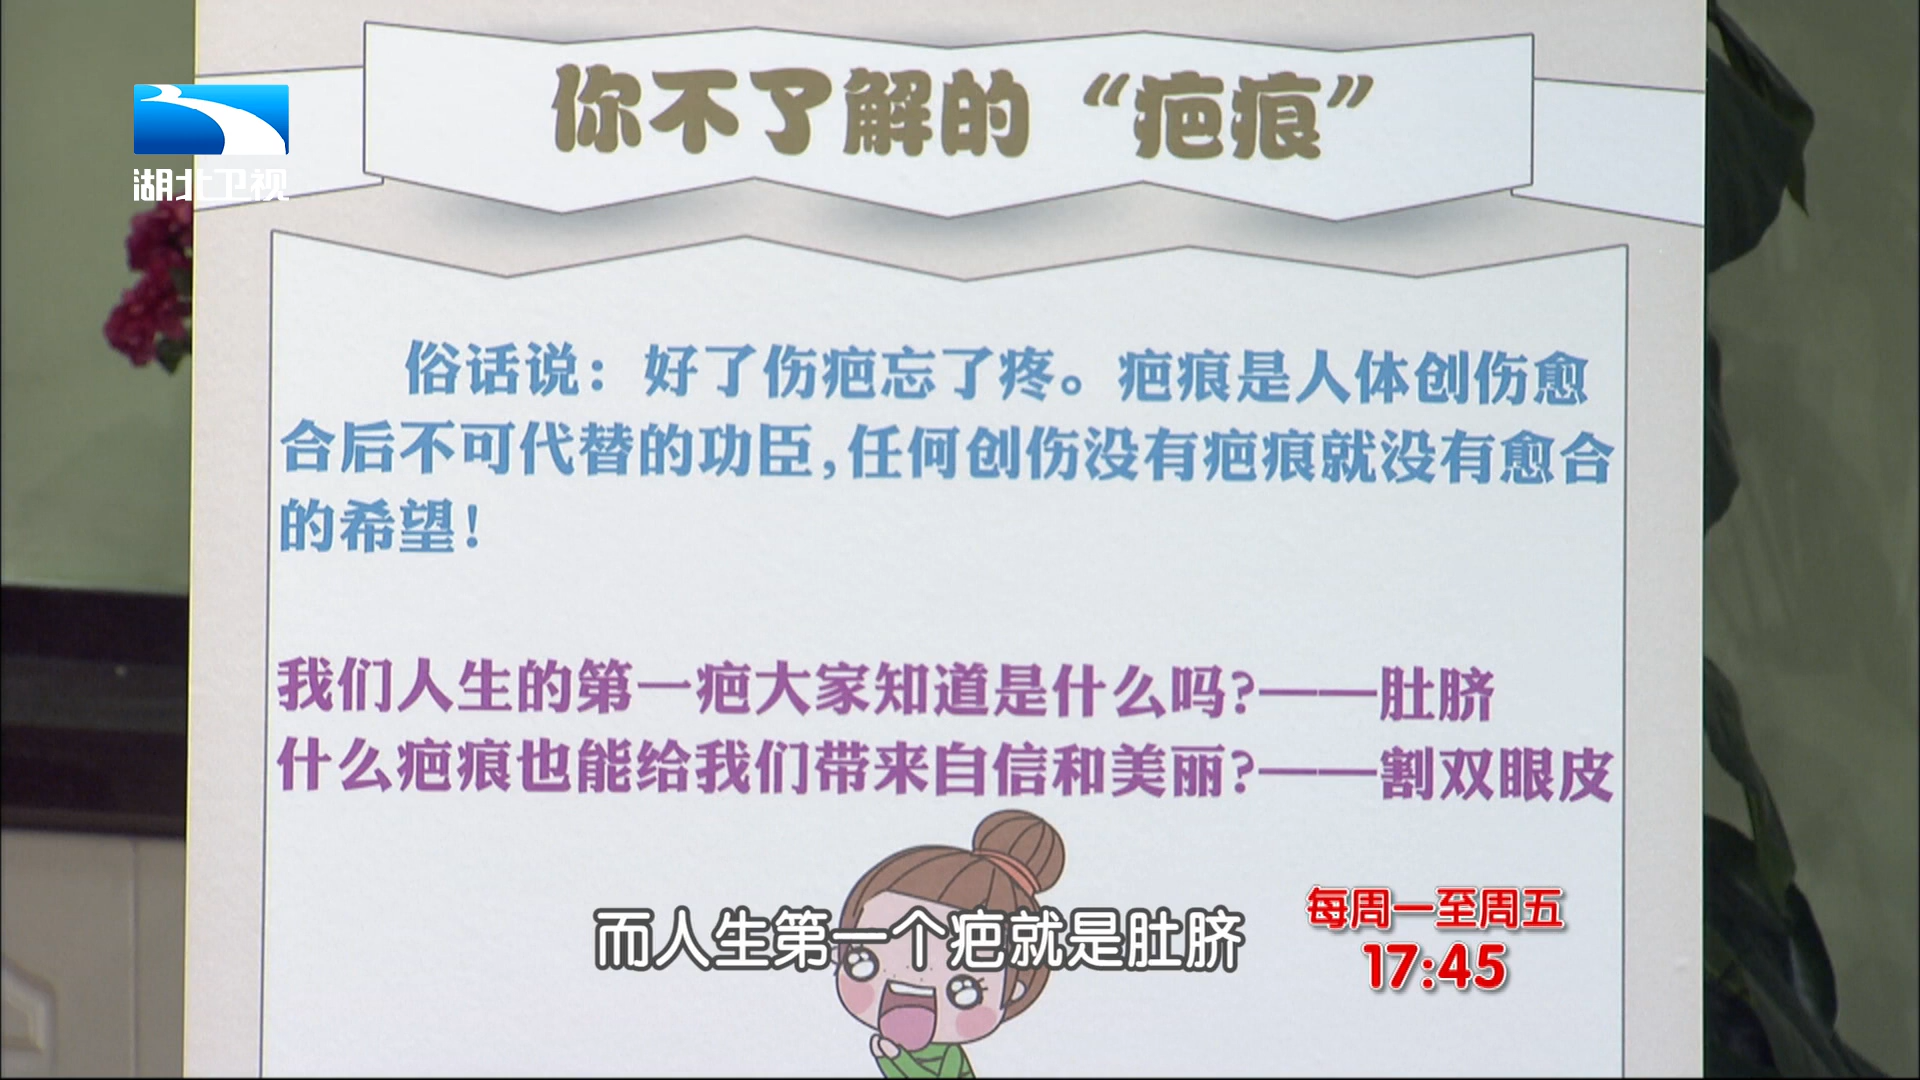 你不了解的“疤痕”
湖北卫视
俗话说：好了伤疤忘了疼。疤痕是人体创伤愈
合后不可代替的功臣,任何创伤没有疤痕就没有愈合
的希望!
我们人生的第一疤大家知道是什么吗?——肚脐
什么疤痕也能给我们带来自信和美丽?——割双眼皮
每周一至周五
而人生第一个疤就是肚脐
17:45